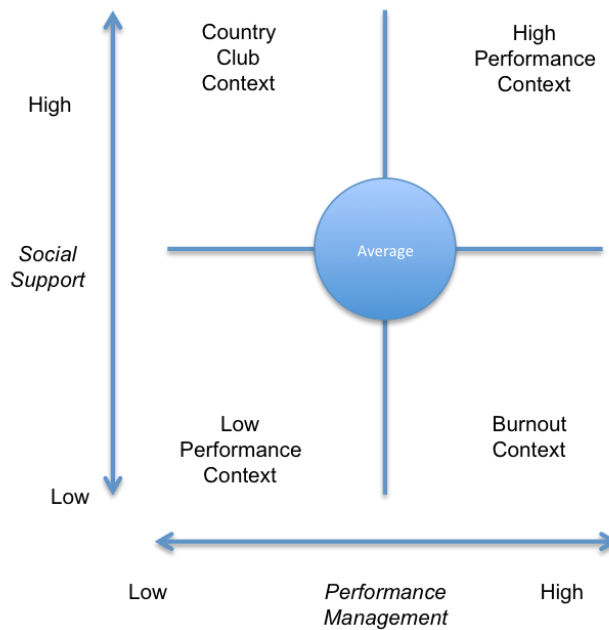 Country
Club
Context
High
Performance
Context
High
Social
Support
Average
Low
Performance
Context
Burnout
Context
Low
Low
Performance
Management
High